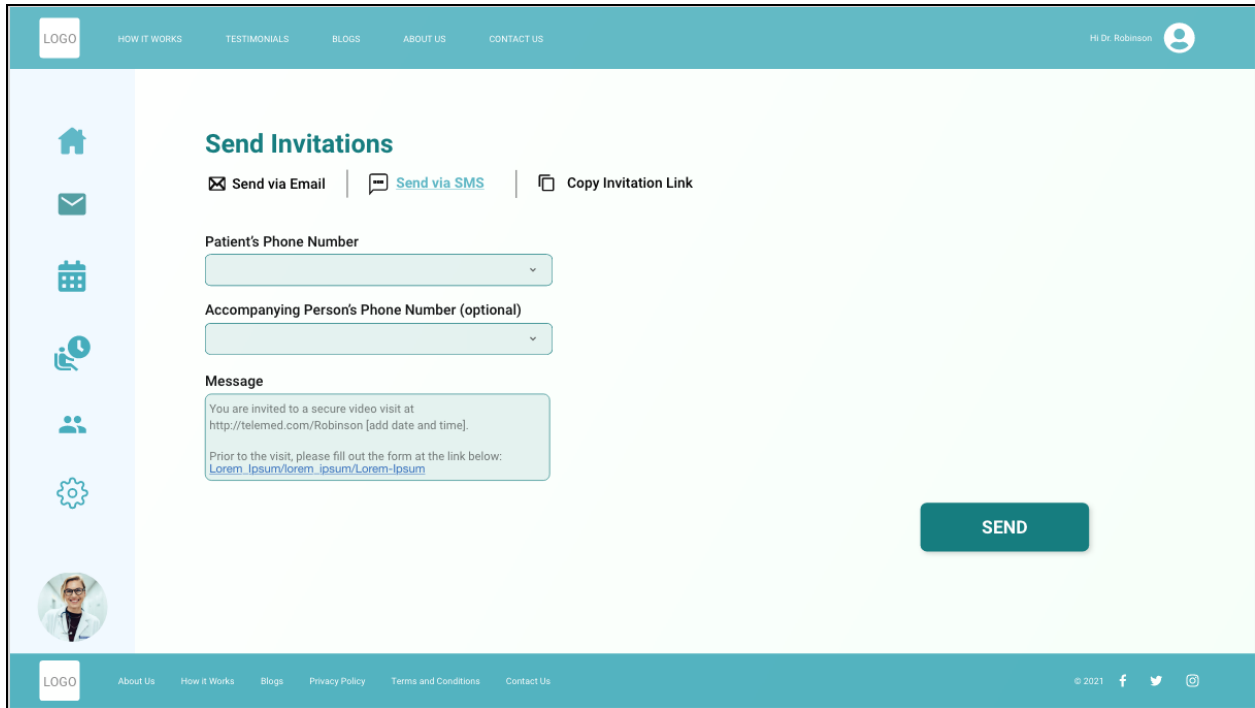 LOGO
HOW IT WORKS
TESTIMONIALS
BLOGS
ABOUT US
CONTACT US
Hi Dr. Robinson
Send Invitations
Send via Email
Send via SMS
Copy Invitation Link
Patient's Phone Number
Accompanying Person's Phone Number (optional)
Message
You are invited to a secure video visit at
http://telemed.com/Robinson [add date and time].
Prior to the visit, please fill out the form at the link below:
Lorem_Ipsum/lorem_ipsum/Lorem-Ipsum
SEND
LOGO
About Us
How it Works
Blogs
Privacy Policy
Terms and Conditions
Contact Us
© 2021